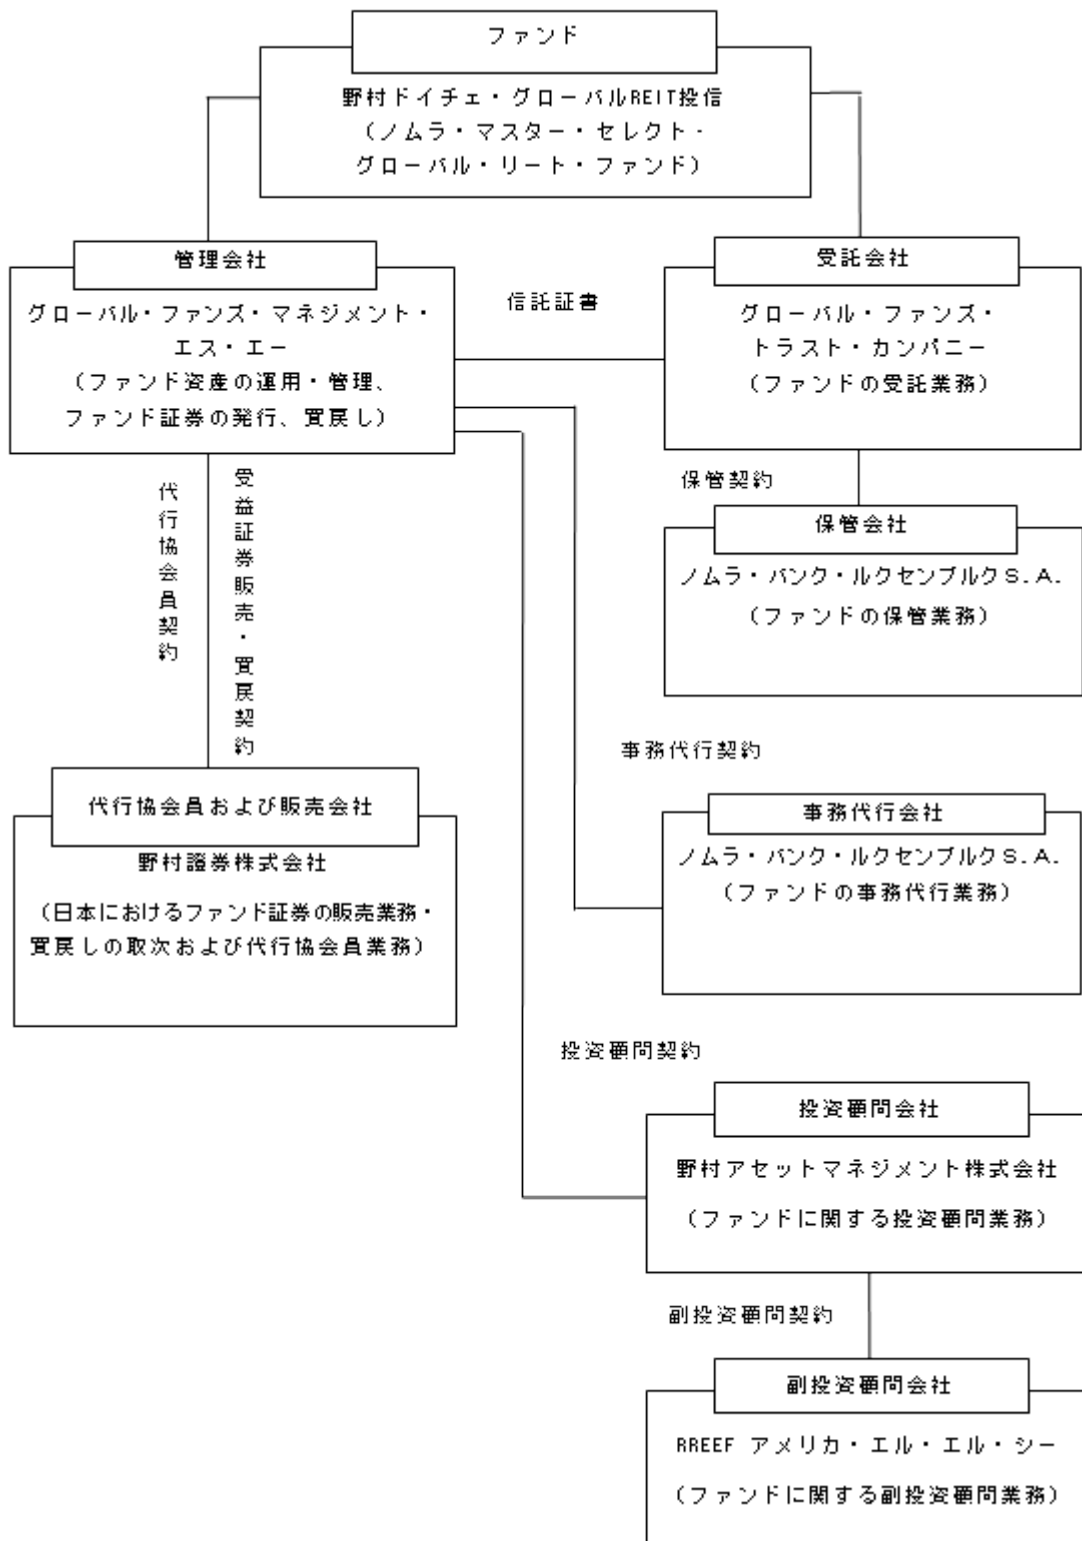 ファンド
野村ドイチェ・グローバルREIT投信
（ノムラ・マスター・セレクト-
グローバル・リート・ファンド）
管理会社
グローバル・ファンズ・マネジメント・
エス・エー
（ファンド資産の運用・管理、
ファンド証券の発行、買戻し）
信託証書
受託会社
グローバル・ファンズ・
トラスト・カンパニー
（ファンドの受託業務）
保管契約
保管会社
ノムラ・バンク・ルクセンブルクS.A.
（ファンドの保管業務）
代行協会員契約
受益証券販売・買戻契約
事務代行契約
代行協会員および販売会社
野村證券株式会社
（日本におけるファンド証券の販売業務・
買戻しの取次および代行協会員業務）
事務代行会社
ノムラ・バンク・ルクセンブルクS.A.
（ファンドの事務代行業務）
投資顧問契約
投資顧問会社
野村アセットマネジメント株式会社
（ファンドに関する投資顧問業務）
副投資顧問契約
副投資顧問会社
RREEF アメリカ・エル・エル・シー
（ファンドに関する副投資顧問業務）